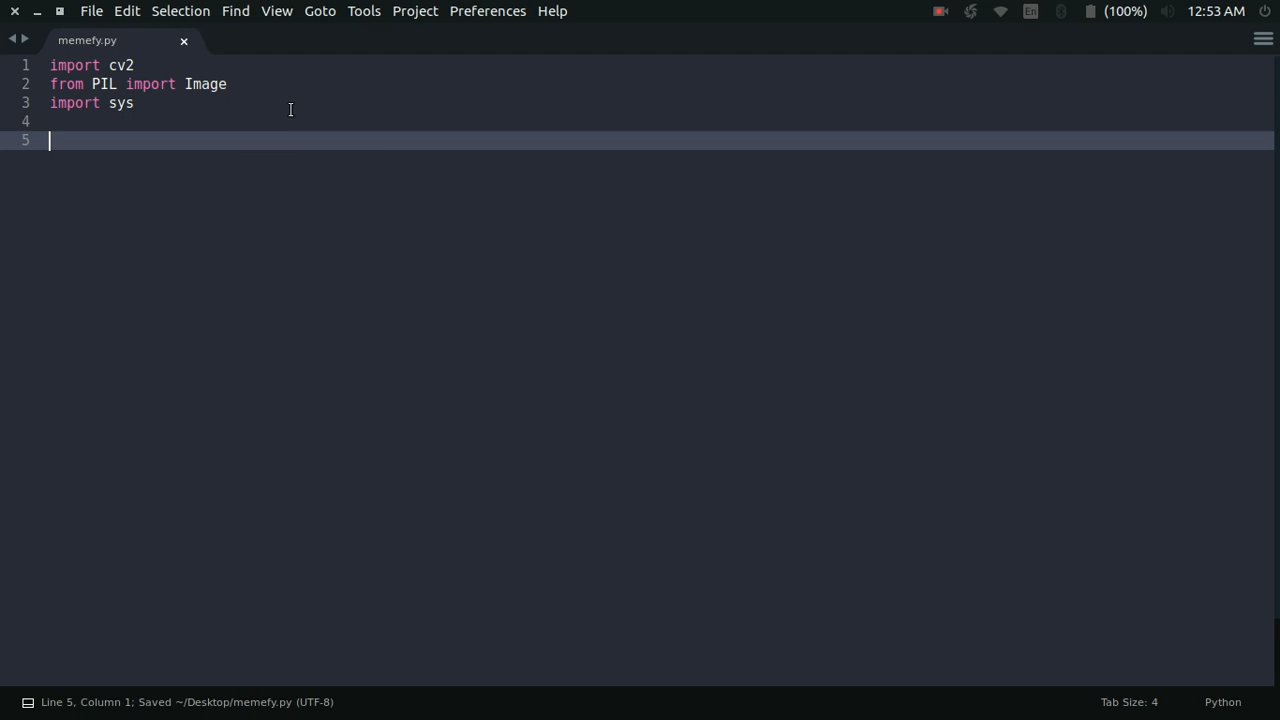 File Edit Selection Find View Goto Tools Project Preferences Help En (100%) 12:53 AM
memefy.py
1 import cv2
2 from PIL import Image
3 import sys
4
5
Line 5, Column 1; Saved ~/Desktop/memefy.py (UTF-8) Tab Size: 4 Python